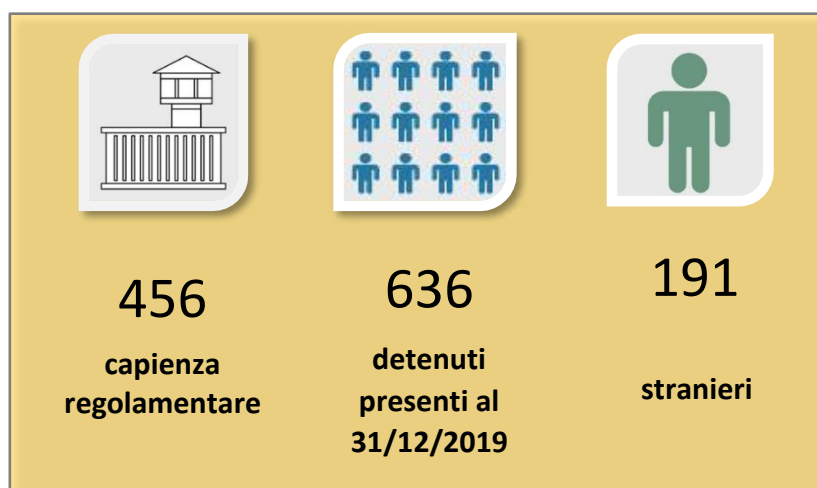 456
capienza
regolamentare
636
detenuti
presenti al
31/12/2019
191
stranieri